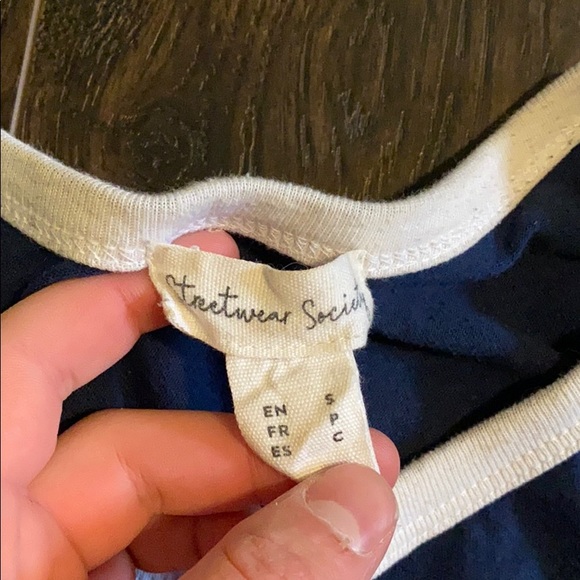 Streetwear Society
EN S
FR P
ES C